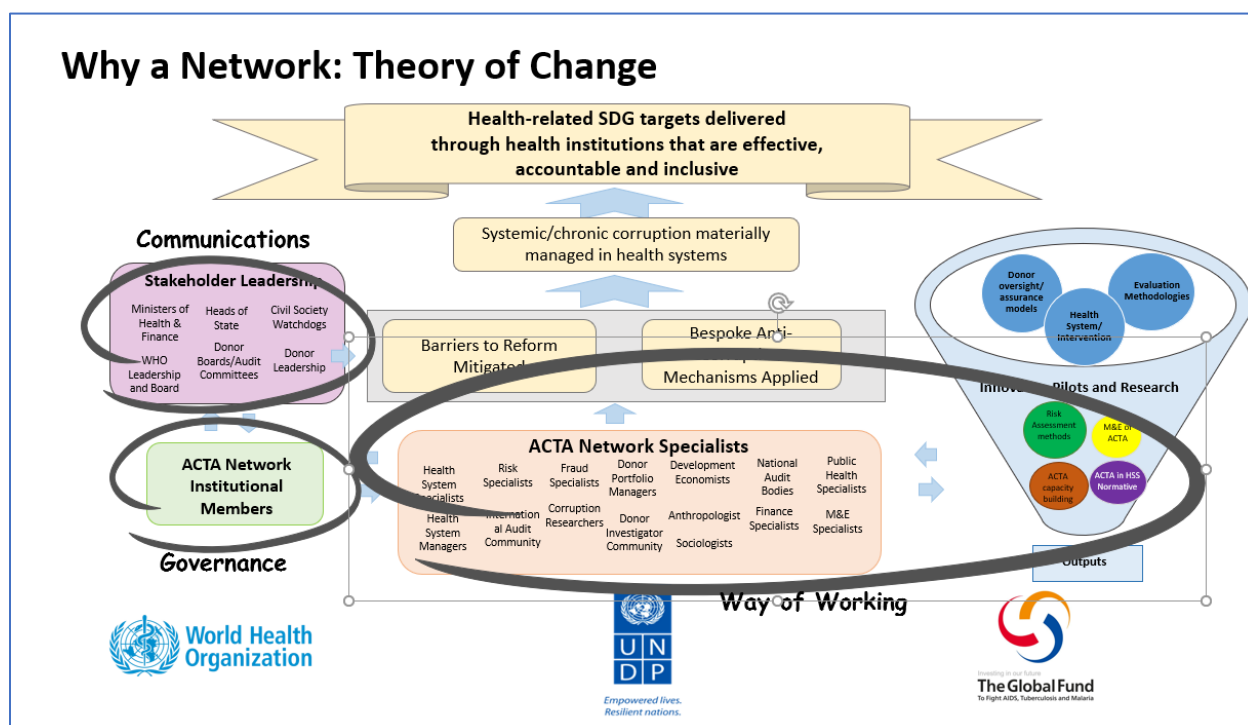 Why a Network: Theory of Change
Health-related SDG targets delivered
through health institutions that are effective,
accountable and inclusive
Systemic/chronic corruption materially
managed in health systems
Communications
Stakeholder Leadership
Ministers of
Health &
Finance
Heads of
State
Civil Society
Watchdogs
WHO
Leadership
and Board
Donor
Boards/Audit
Committees
Donor
Leadership
Barriers to Reform
Mitigated
Bespoke Anti-
Mechanisms Applied
Donor
oversight/
assurance
models
Evaluation
Methodologies
Health
System/
Intervention
Pilots and Research
Risk
Assessment
methods
M&E of
ACTA
ACTA
capacity
building
ACTA in HSS
Normative
Outputs
ACTA Network
Institutional
Members
Governance
ACTA Network Specialists
Health
System
Specialists
Risk
Specialists
Fraud
Specialists
Donor
Portfolio
Managers
Development
Economists
National
Audit
Bodies
Public
Health
Specialists
Health
System
Managers
Internation
al Audit
Community
Corruption
Researchers
Donor
Investigator
Community
Anthropologist
Sociologists
Finance
Specialists
M&E
Specialists
Way of Working
World Health
Organization
U N
D P
Empowered lives.
Resilient nations.
Investing in our future
The Global Fund
To Fight AIDS, Tuberculosis and Malaria